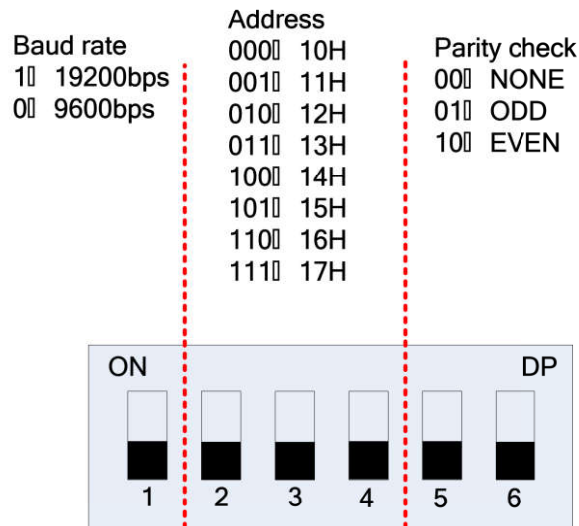 Baud rate
1▯ 19200bps
0▯ 9600bps
Address
000▯ 10H
001▯ 11H
010▯ 12H
011▯ 13H
100▯ 14H
101▯ 15H
110▯ 16H
111▯ 17H
Parity check
00▯ NONE
01▯ ODD
10▯ EVEN
ON DP
1 2 3 4 5 6